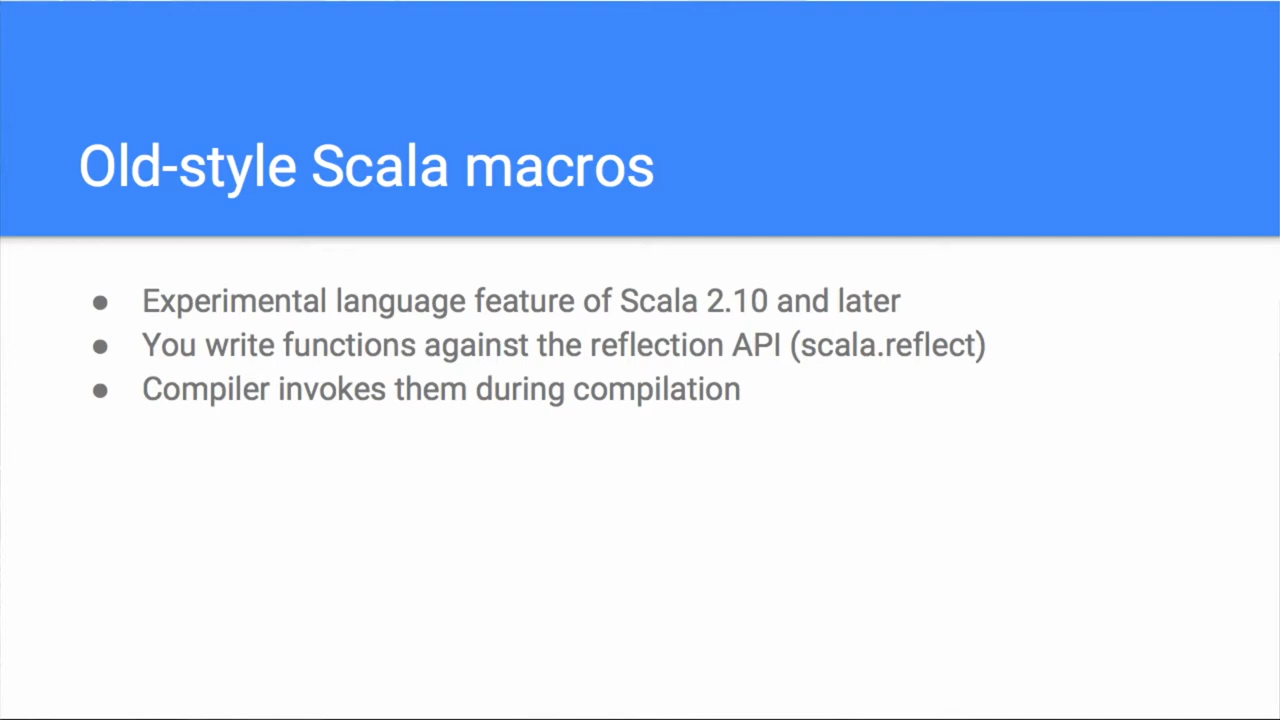 Old-style Scala macros
● Experimental language feature of Scala 2.10 and later
● You write functions against the reflection API (scala.reflect)
● Compiler invokes them during compilation